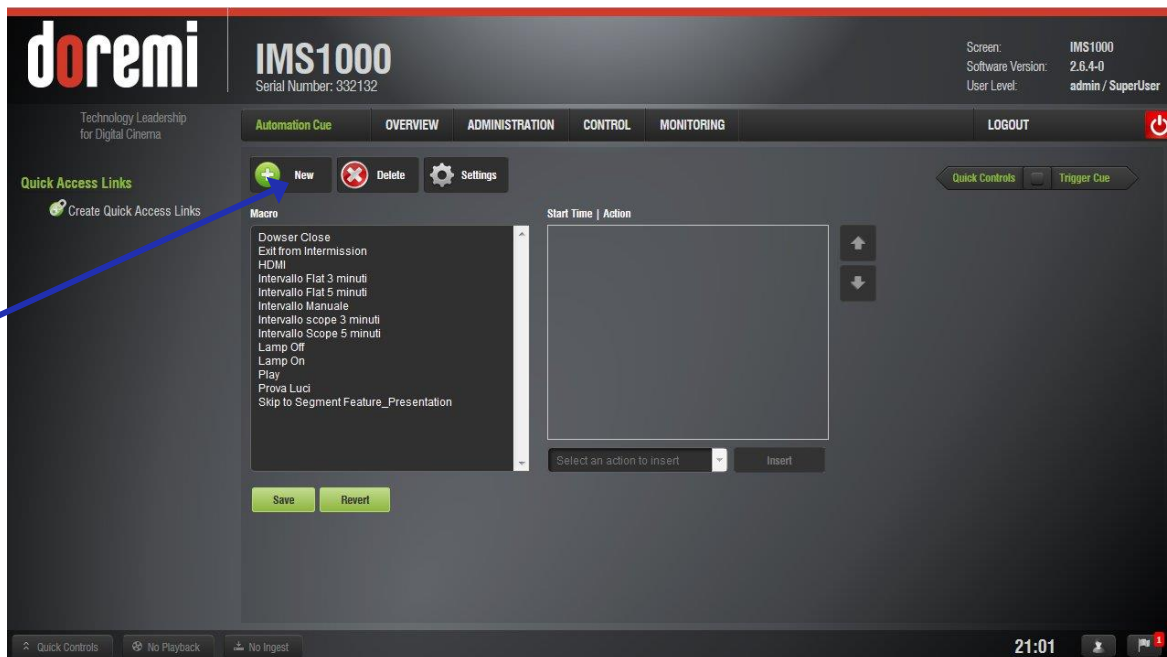 doremi
Technology Leadership
for Digital Cinema
IMS1000
Serial Number: 332132
Screen: IMS1000
Software Version: 2.6.4-0
User Level: admin / SuperUser
Automation Cue OVERVIEW ADMINISTRATION CONTROL MONITORING LOGOUT
Quick Access Links
Create Quick Access Links
New Delete Settings
Quick Controls Trigger Cue
Macro
Dowser Close
Exit from Intermission
HDMI
Intervallo Flat 3 minuti
Intervallo Flat 5 minuti
Intervallo Manuale
Intervallo scope 3 minuti
Intervallo Scope 5 minuti
Lamp Off
Lamp On
Play
Prova Luci
Skip to Segment Feature_Presentation
Start Time | Action
Select an action to insert Insert
Save Revert
Quick Controls No Playback No Ingest 21:01 1